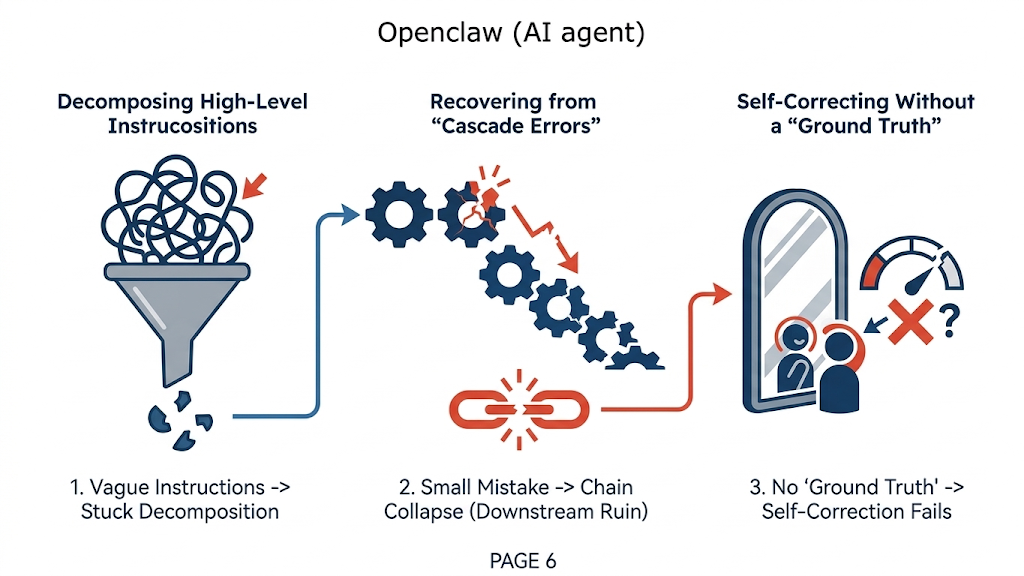 Openclaw (AI agent)
Decomposing High-Level
Instrucositions
Recovering from
“Cascade Errors”
Self-Correcting Without
a “Ground Truth”
?
1. Vague Instructions ->
Stuck Decomposition
2. Small Mistake -> Chain
Collapse (Downstream Ruin)
3. No ‘Ground Truth' ->
Self-Correction Fails
PAGE 6